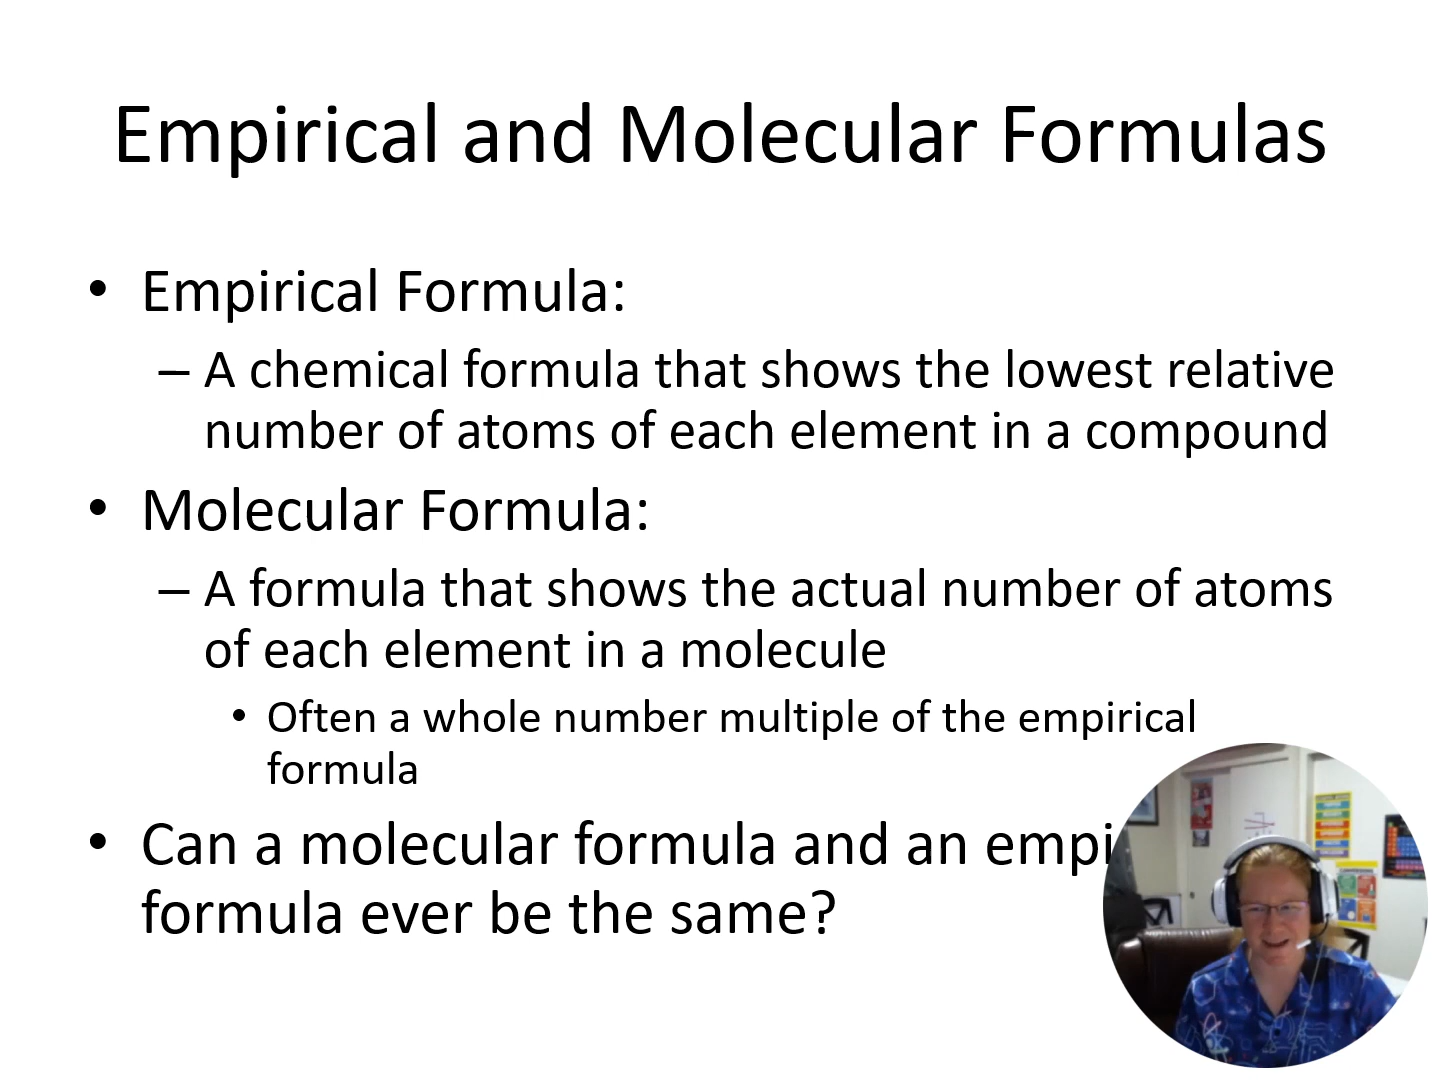 Empirical and Molecular Formulas
• Empirical Formula:
– A chemical formula that shows the lowest relative
number of atoms of each element in a compound
• Molecular Formula:
– A formula that shows the actual number of atoms
of each element in a molecule
• Often a whole number multiple of the empirical
formula
• Can a molecular formula and an empi
formula ever be the same?